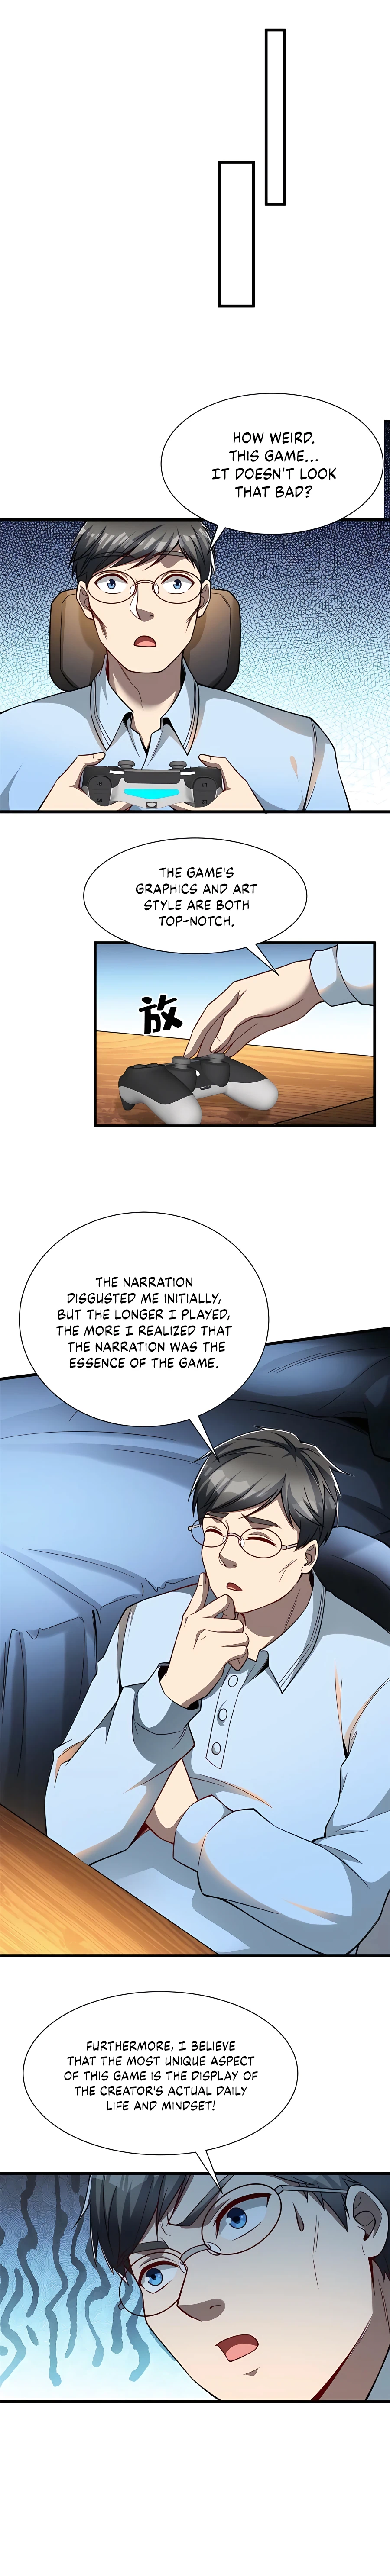 HOW WEIRD.
THIS GAME...
IT DOESN'T LOOK
THAT BAD?
THE GAME'S
GRAPHICS AND ART
STYLE ARE BOTH
TOP-NOTCH.
放
THE NARRATION
DISGUSTED ME INITIALLY,
BUT THE LONGER I PLAYED,
THE MORE I REALIZED THAT
THE NARRATION WAS THE
ESSENCE OF THE GAME.
FURTHERMORE, I BELIEVE
THAT THE MOST UNIQUE ASPECT
OF THIS GAME IS THE DISPLAY OF
THE CREATOR'S ACTUAL DAILY
LIFE AND MINDSET!